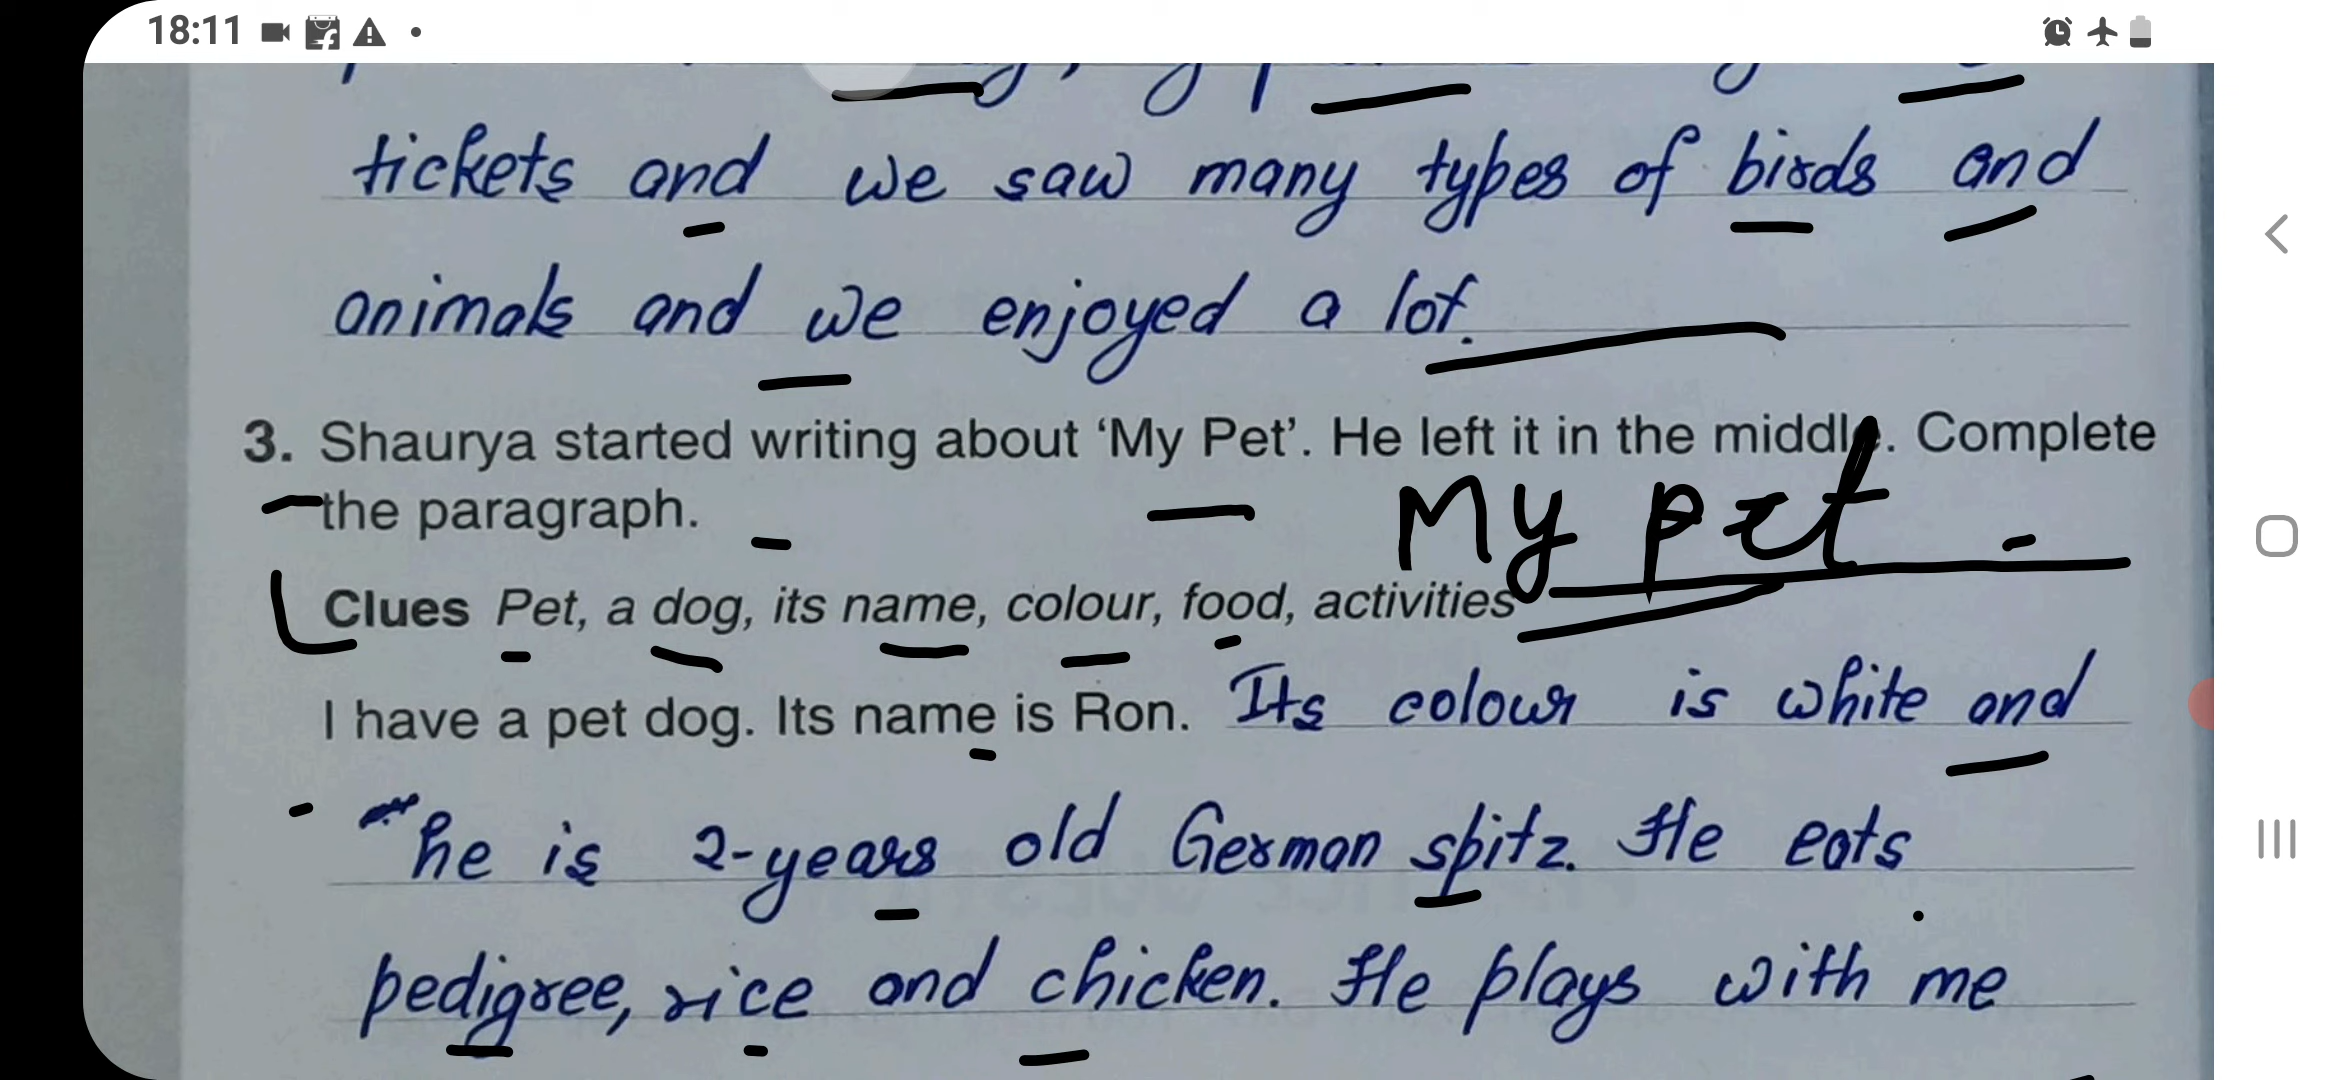 18:11
tickets and we saw many types of birds and
animals and we enjoyed a lot.
3. Shaurya started writing about ‘My Pet’. He left it in the middle. Complete
the paragraph.
My pet
Clues Pet, a dog, its name, colour, food, activities
I have a pet dog. Its name is Ron. Its colour is white and
he is 2-years old German spitz. He eats
pedigree, rice and chicken. He plays with me